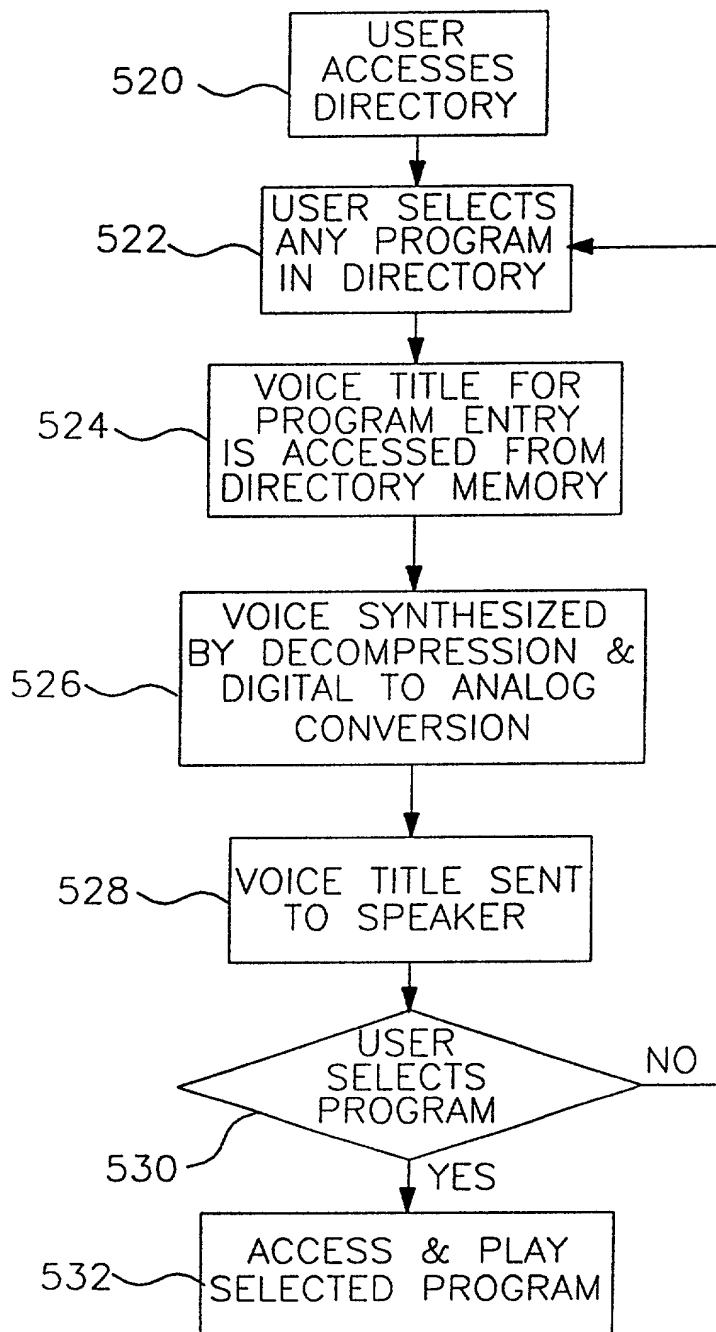 USER
ACCESSES
DIRECTORY
520
USER SELECTS
ANY PROGRAM
IN DIRECTORY
522
VOICE TITLE FOR
PROGRAM ENTRY
IS ACCESSED FROM
DIRECTORY MEMORY
524
VOICE SYNTHESIZED
BY DECOMPRESSION &
DIGITAL TO ANALOG
CONVERSION
526
VOICE TITLE SENT
TO SPEAKER
528
USER
SELECTS
PROGRAM
NO
530
YES
ACCESS & PLAY
SELECTED PROGRAM
532